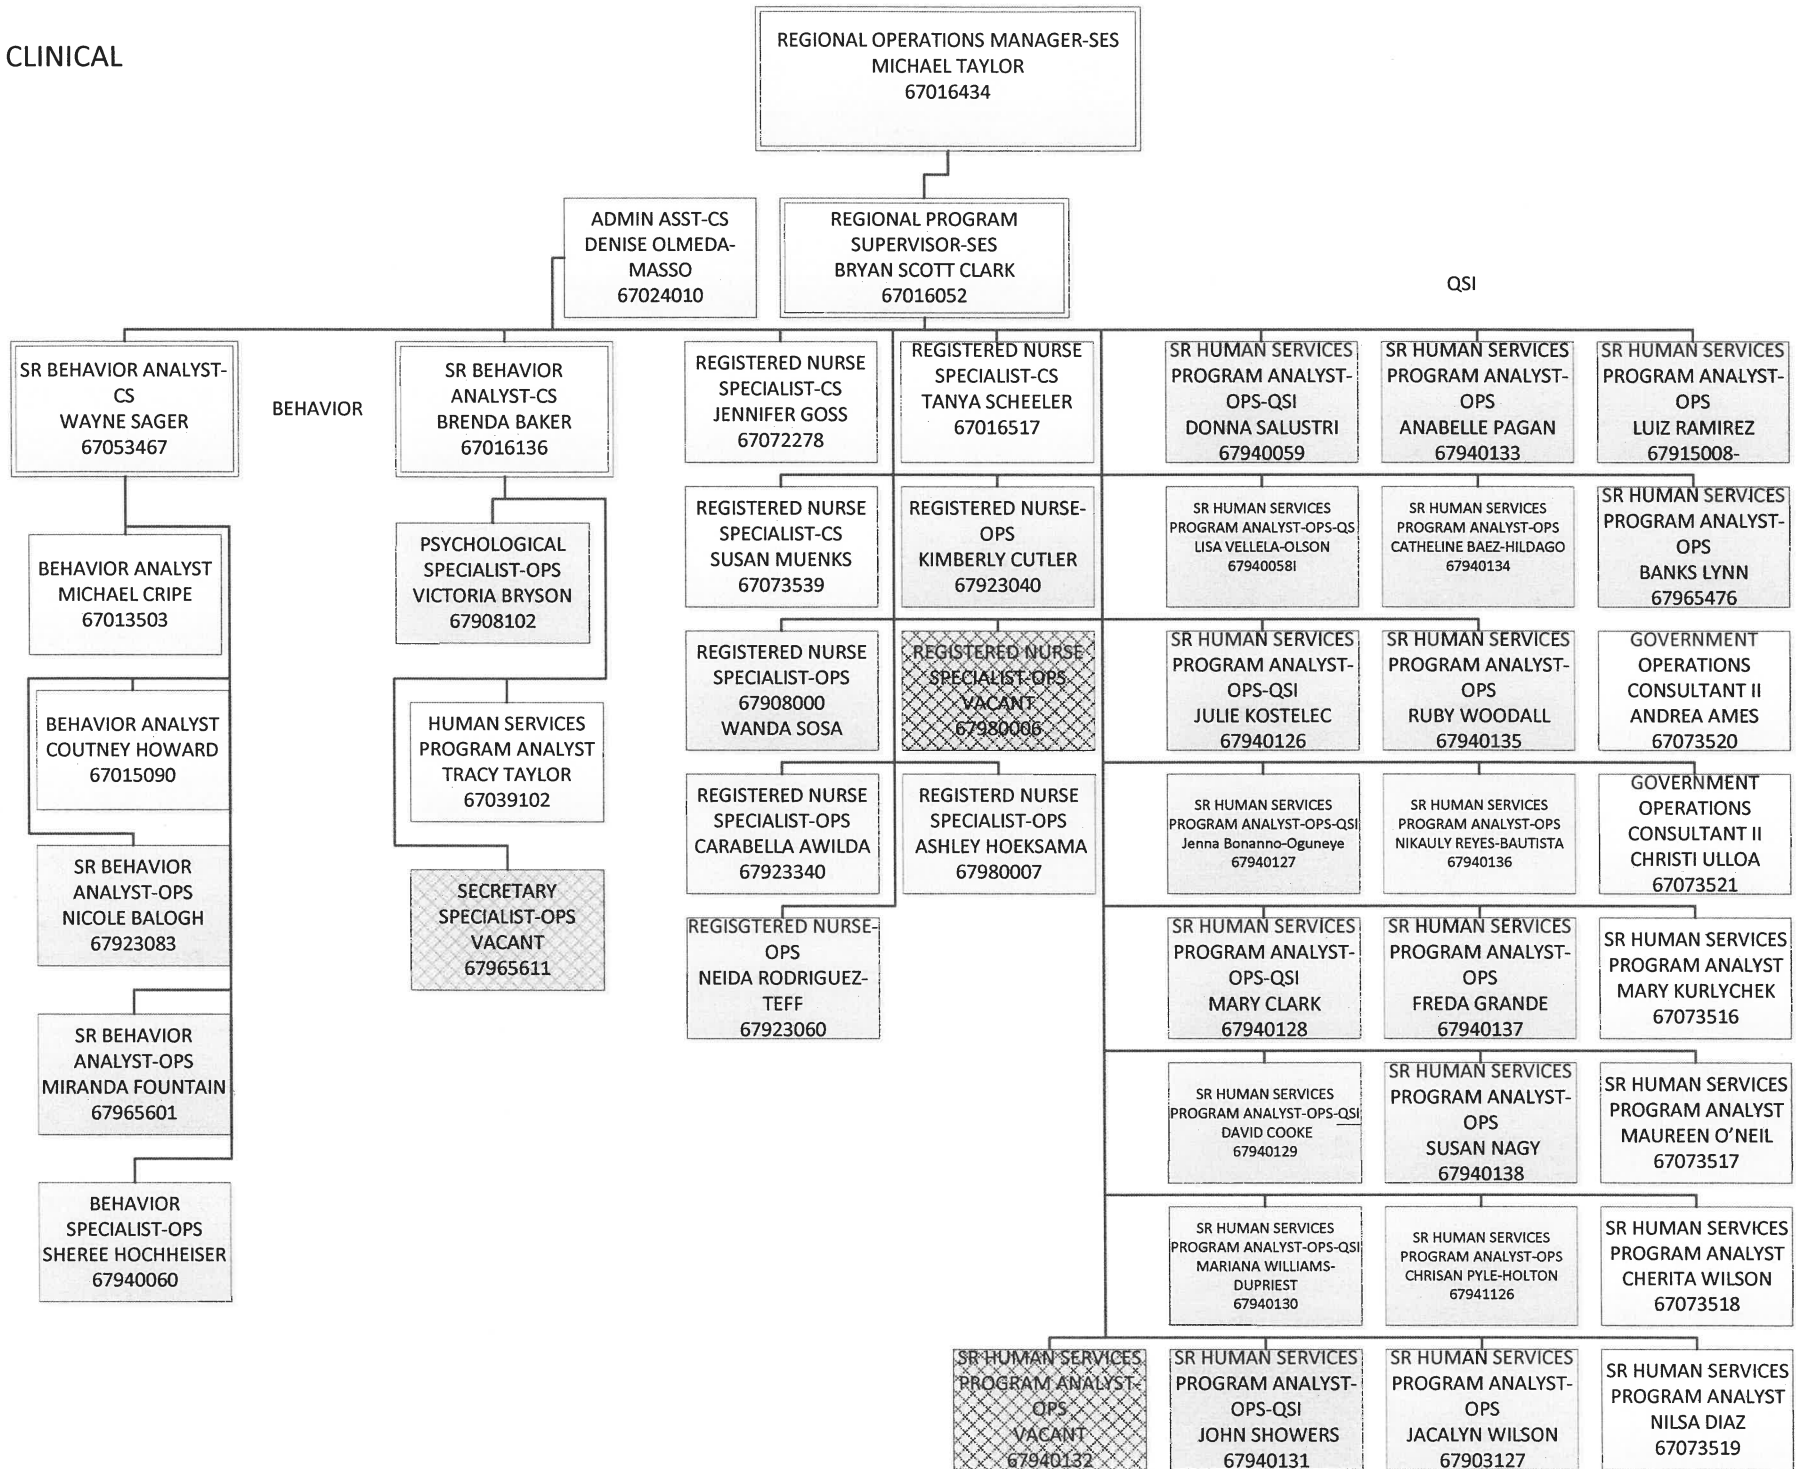 CLINICAL
REGIONAL OPERATIONS MANAGER-SES
MICHAEL TAYLOR
67016434
ADMIN ASST-CS
DENISE OLMEDA-
MASSO
67024010
REGIONAL PROGRAM
SUPERVISOR-SES
BRYAN SCOTT CLARK
67016052
QSI
SR BEHAVIOR ANALYST-
CS
WAYNE SAGER
67053467
BEHAVIOR
SR BEHAVIOR
ANALYST-CS
BRENDA BAKER
67016136
REGISTERED NURSE
SPECIALIST-CS
JENNIFER GOSS
67072278
REGISTERED NURSE
SPECIALIST-CS
TANYA SCHEELER
67016517
SR HUMAN SERVICES
PROGRAM ANALYST-
OPS-QSI
DONNA SALUSTRI
67940059
SR HUMAN SERVICES
PROGRAM ANALYST-
OPS
ANABELLE PAGAN
67940133
SR HUMAN SERVICES
PROGRAM ANALYST-
OPS
LUIZ RAMIREZ
67915008-
BEHAVIOR ANALYST
MICHAEL CRIPE
67013503
PSYCHOLOGICAL
SPECIALIST-OPS
VICTORIA BRYSON
67908102
REGISTERED NURSE
SPECIALIST-CS
SUSAN MUENKS
67073539
REGISTERED NURSE-
OPS
KIMBERLY CUTLER
67923040
SR HUMAN SERVICES
PROGRAM ANALYST-OPS-QS
LISA VELLELA-OLSON
67940058I
SR HUMAN SERVICES
PROGRAM ANALYST-OPS
CATHELINE BAEZ-HILDAGO
67940134
SR HUMAN SERVICES
PROGRAM ANALYST-
OPS
BANKS LYNN
67965476
BEHAVIOR ANALYST
COUTNEY HOWARD
67015090
HUMAN SERVICES
PROGRAM ANALYST
TRACY TAYLOR
67039102
REGISTERED NURSE
SPECIALIST-OPS
67908000
WANDA SOSA
REGISTERED NURSE
SPECIALIST-OPS
VACANT
67980006
SR HUMAN SERVICES
PROGRAM ANALYST-
OPS-QSI
JULIE KOSTELEC
67940126
SR HUMAN SERVICES
PROGRAM ANALYST-
OPS
RUBY WOODALL
67940135
GOVERNMENT
OPERATIONS
CONSULTANT II
ANDREA AMES
67073520
SR BEHAVIOR
ANALYST-OPS
NICOLE BALOGH
67923083
SECRETARY
SPECIALIST-OPS
VACANT
67965611
REGISTERED NURSE
SPECIALIST-OPS
CARABELLA AWILDA
67923340
REGISTERD NURSE
SPECIALIST-OPS
ASHLEY HOEKSAMA
67980007
SR HUMAN SERVICES
PROGRAM ANALYST-OPS-QSI
Jenna Bonanno-Oguneye
67940127
SR HUMAN SERVICES
PROGRAM ANALYST-OPS
NIKAULY REYES-BAUTISTA
67940136
GOVERNMENT
OPERATIONS
CONSULTANT II
CHRISTI ULLOA
67073521
REGISGTERED NURSE-
OPS
NEIDA RODRIGUEZ-
TEFF
67923060
SR HUMAN SERVICES
PROGRAM ANALYST-
OPS-QSI
MARY CLARK
67940128
SR HUMAN SERVICES
PROGRAM ANALYST-
OPS
FREDA GRANDE
67940137
SR HUMAN SERVICES
PROGRAM ANALYST
MARY KURLYCHEK
67073516
SR BEHAVIOR
ANALYST-OPS
MIRANDA FOUNTAIN
67965601
SR HUMAN SERVICES
PROGRAM ANALYST-OPS-QSI
DAVID COOKE
67940129
SR HUMAN SERVICES
PROGRAM ANALYST-
OPS
SUSAN NAGY
67940138
SR HUMAN SERVICES
PROGRAM ANALYST
MAUREEN O'NEIL
67073517
BEHAVIOR
SPECIALIST-OPS
SHEREE HOCHHEISER
67940060
SR HUMAN SERVICES
PROGRAM ANALYST-OPS-QSI
MARIANA WILLIAMS-
DUPRIEST
67940130
SR HUMAN SERVICES
PROGRAM ANALYST-OPS
CHRISAN PYLE-HOLTON
67941126
SR HUMAN SERVICES
PROGRAM ANALYST
CHERITA WILSON
67073518
SR HUMAN SERVICES
PROGRAM ANALYST-
OPS
VACANT
67940132
SR HUMAN SERVICES
PROGRAM ANALYST-
OPS-QSI
JOHN SHOWERS
67940131
SR HUMAN SERVICES
PROGRAM ANALYST-
OPS
JACALYN WILSON
67903127
SR HUMAN SERVICES
PROGRAM ANALYST
NILSA DIAZ
67073519